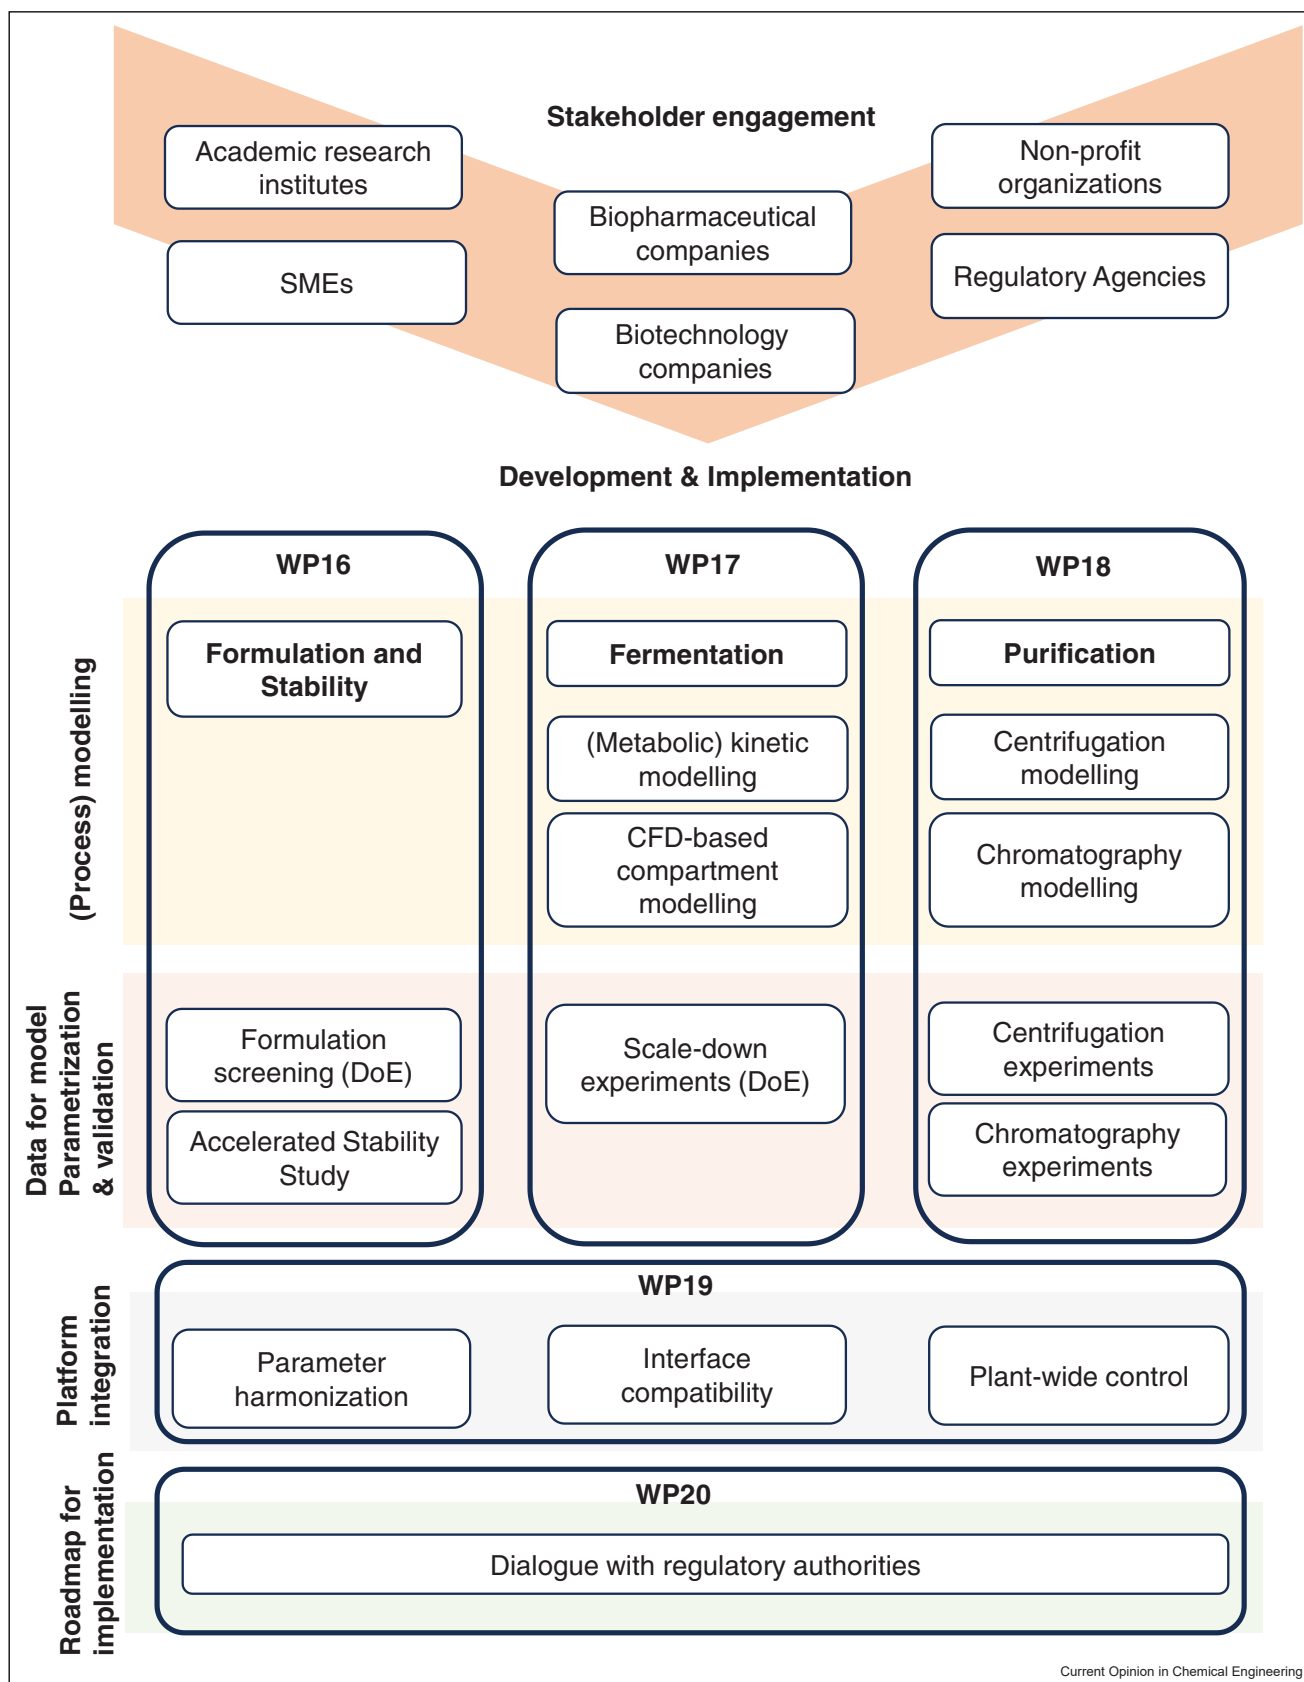 Stakeholder engagement
Academic research
institutes
SMEs
Biopharmaceutical
companies
Biotechnology
companies
Non-profit
organizations
Regulatory Agencies
Development & Implementation
(Process) modelling
Data for model
Parametrization
& validation
WP16
Formulation and
Stability
Formulation
screening (DoE)
Accelerated Stability
Study
WP17
Fermentation
(Metabolic) kinetic
modelling
CFD-based
compartment
modelling
Scale-down
experiments (DoE)
WP18
Purification
Centrifugation
modelling
Chromatography
modelling
Centrifugation
experiments
Chromatography
experiments
Platform
integration
WP19
Parameter
harmonization
Interface
compatibility
Plant-wide control
Roadmap for
implementation
WP20
Dialogue with regulatory authorities
Current Opinion in Chemical Engineering